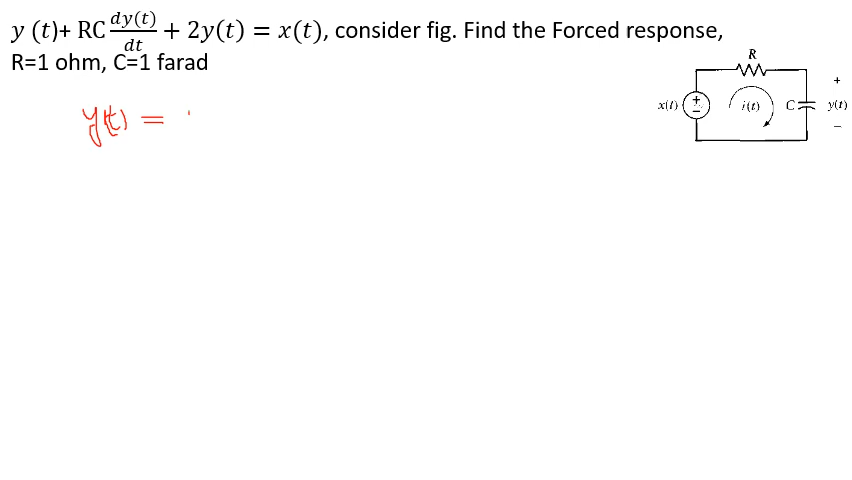 y (t)+ RC dy(t)/dt + 2y(t) = x(t), consider fig. Find the Forced response,
R=1 ohm, C=1 farad
R
+
x(t) + − i(t) C y(t)
−
y(t) =